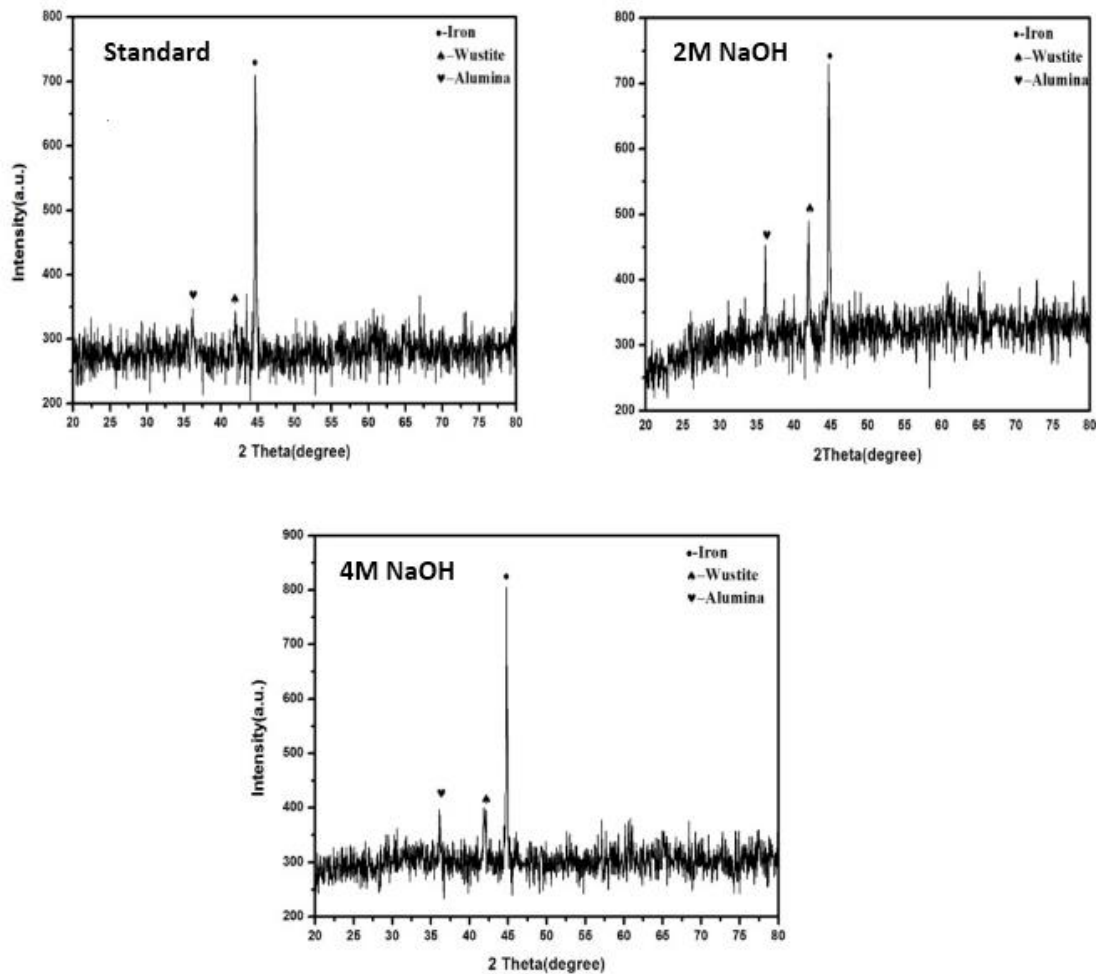 Standard
●-Iron
♠–Wustite
♥–Alumina
800
700
600
500
400
300
200
Intensity(a.u.)
20 25 30 35 40 45 50 55 60 65 70 75 80
2 Theta(degree)
2M NaOH
●-Iron
♠–Wustite
♥–Alumina
800
700
600
500
400
300
200
20 25 30 35 40 45 50 55 60 65 70 75 80
2Theta(degree)
4M NaOH
●-Iron
♠–Wustite
♥–Alumina
900
800
700
600
500
400
300
200
Intensity(a.u.)
20 25 30 35 40 45 50 55 60 65 70 75 80
2 Theta(degree)